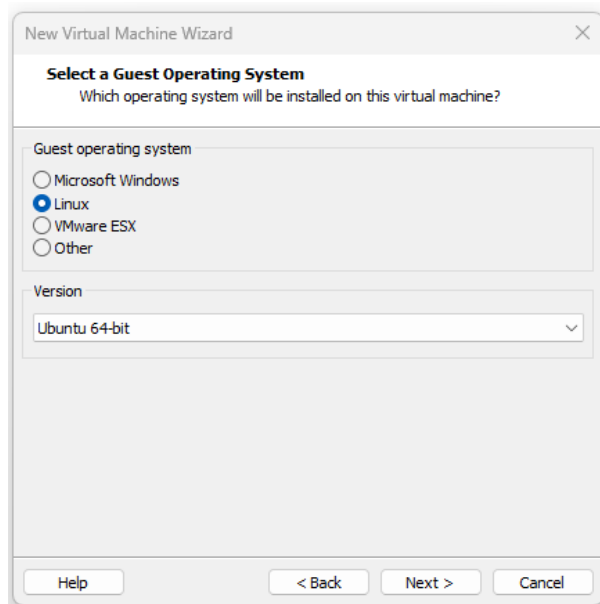 New Virtual Machine Wizard
Select a Guest Operating System
Which operating system will be installed on this virtual machine?
Guest operating system
Microsoft Windows
Linux
VMware ESX
Other
Version
Ubuntu 64-bit
Help
< Back
Next >
Cancel